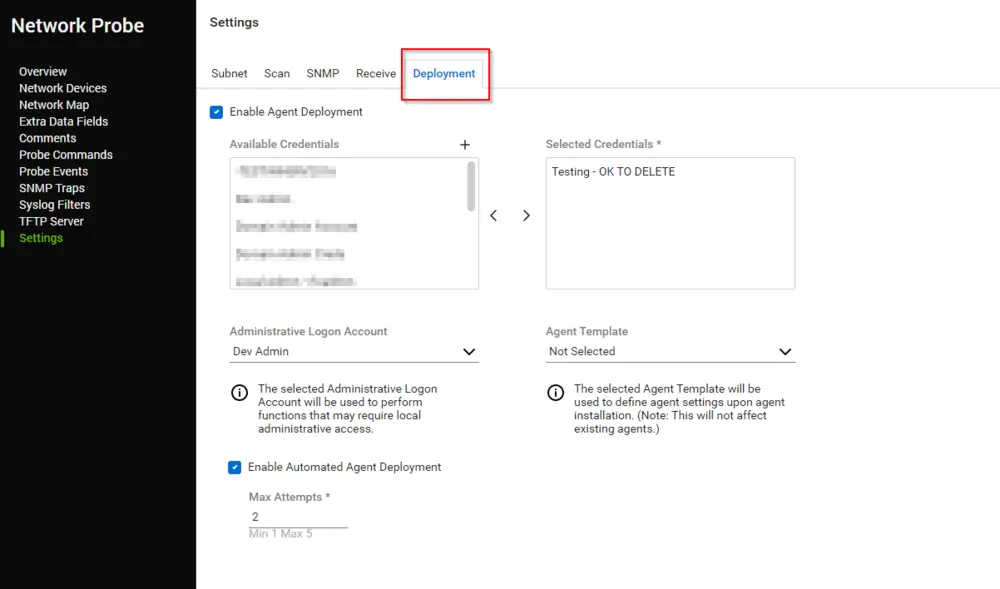 Network Probe
Overview
Network Devices
Network Map
Extra Data Fields
Comments
Probe Commands
Probe Events
SNMP Traps
Syslog Filters
TFTP Server
Settings
Settings
Subnet Scan SNMP Receive Deployment
Enable Agent Deployment
Available Credentials +
Selected Credentials *
Testing - OK TO DELETE
Administrative Logon Account
Dev Admin
The selected Administrative Logon
Account will be used to perform
functions that may require local
administrative access.
Agent Template
Not Selected
The selected Agent Template will be
used to define agent settings upon agent
installation. (Note: This will not affect
existing agents.)
Enable Automated Agent Deployment
Max Attempts *
2
Min 1 Max 5